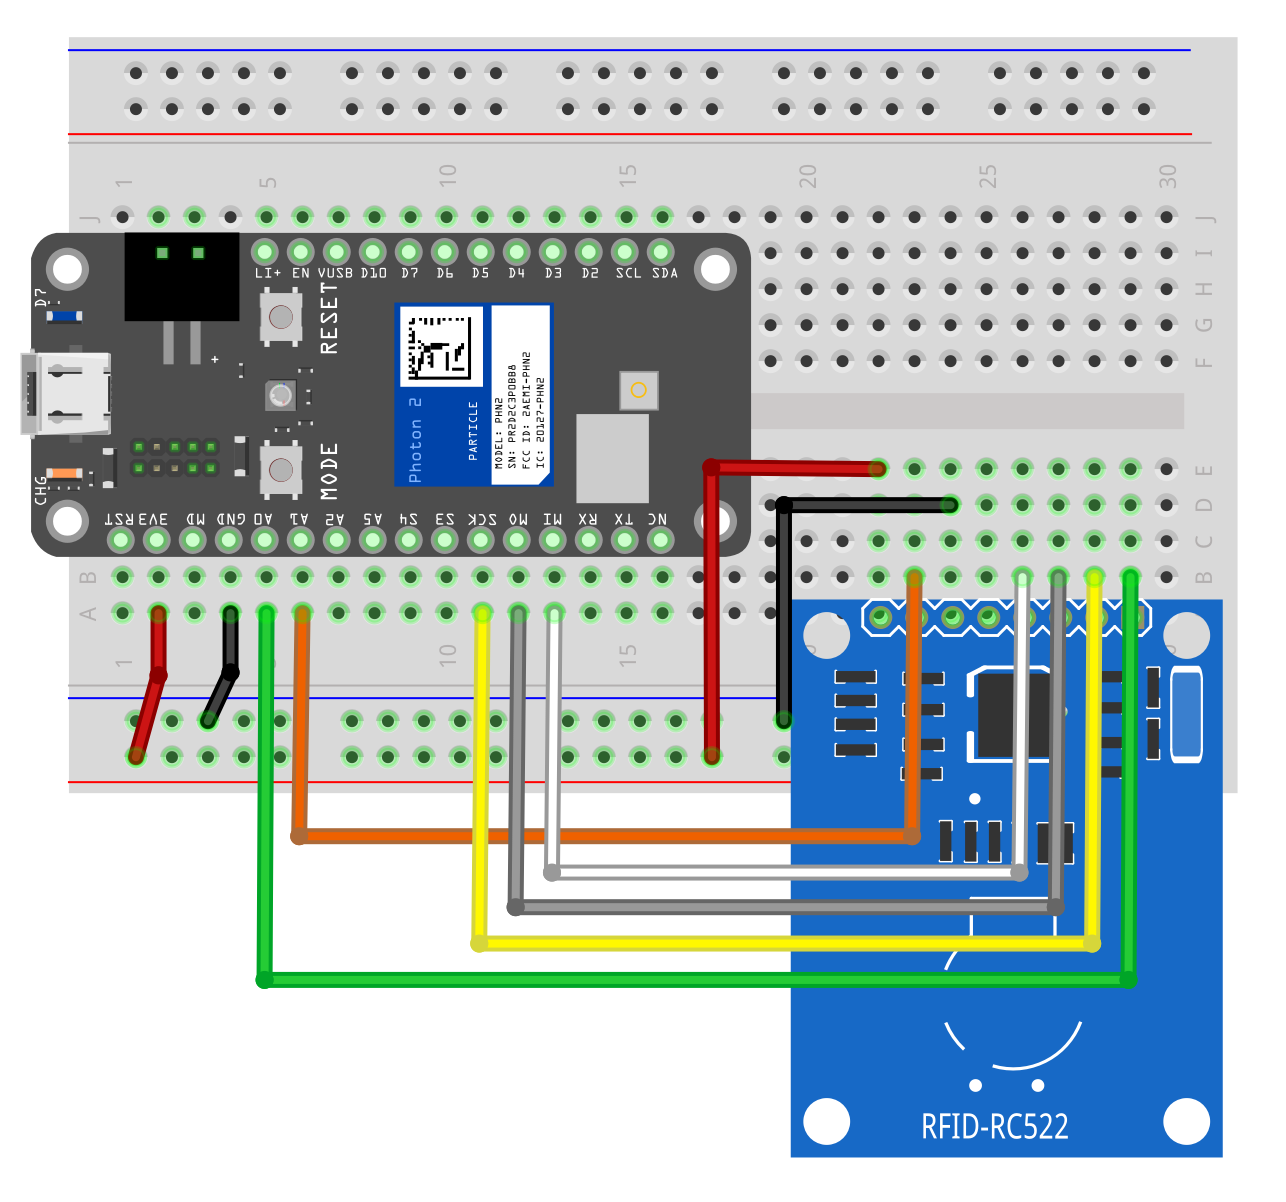 1 5 10 15 20 25 30
J J
I
H
G
F
LI+ EN VUSB D10 D7 D6 D5 D4 D3 D2 SCL SDA
D7
RESET
+
Photon 2
PARTICLE
MODEL: PHN2
SN: PR2D2C3P0BB8
FCC ID: 2AEMI-PHN2
IC: 20127-PHN2
MODE
CHG
E
D
C
RST 3V3 MD GND A0 A1 A2 A5 S4 S3 SCK MO MI RX TX NC
B B
A
1 10 15
RFID-RC522